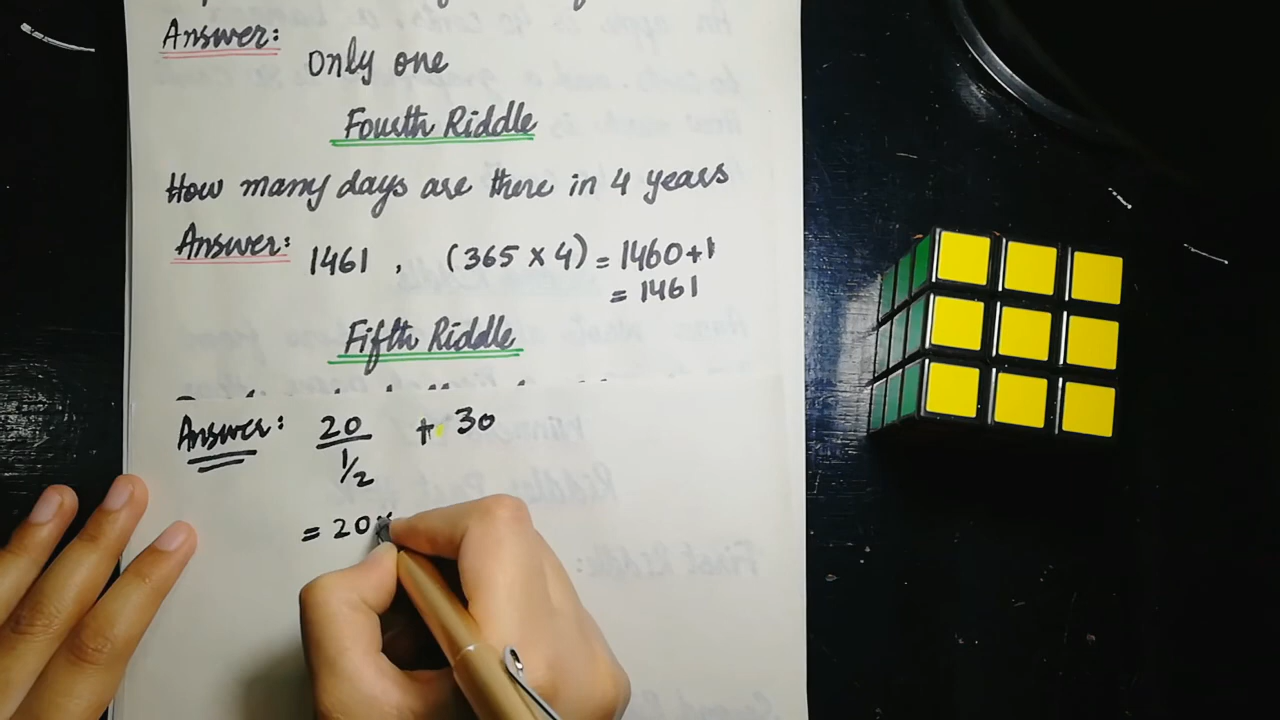 Answer:
Only one
Fourth Riddle
How many days are there in 4 years
Answer: 1461 , (365 × 4) = 1460+1
= 1461
Fifth Riddle
Answer: 20 + 30
1/2
= 20×